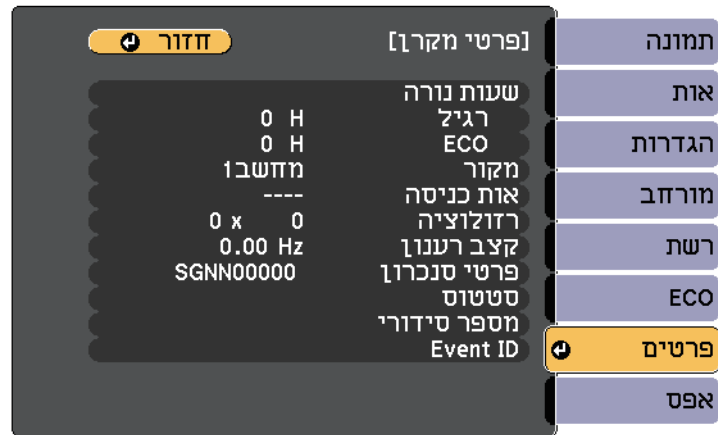 תמונה
אות
הגדרות
מורחב
רשת
ECO
פרטים
אפס
[פרטי מקרן] חזור
שעות נורה
רגיל 0 H
ECO 0 H
מקור מחשב1
אות כניסה ----
רזולוציה 0 x 0
קצב רענון 0.00 Hz
פרטי סנכרון SGNN00000
סטטוס
מספר סידורי
Event ID